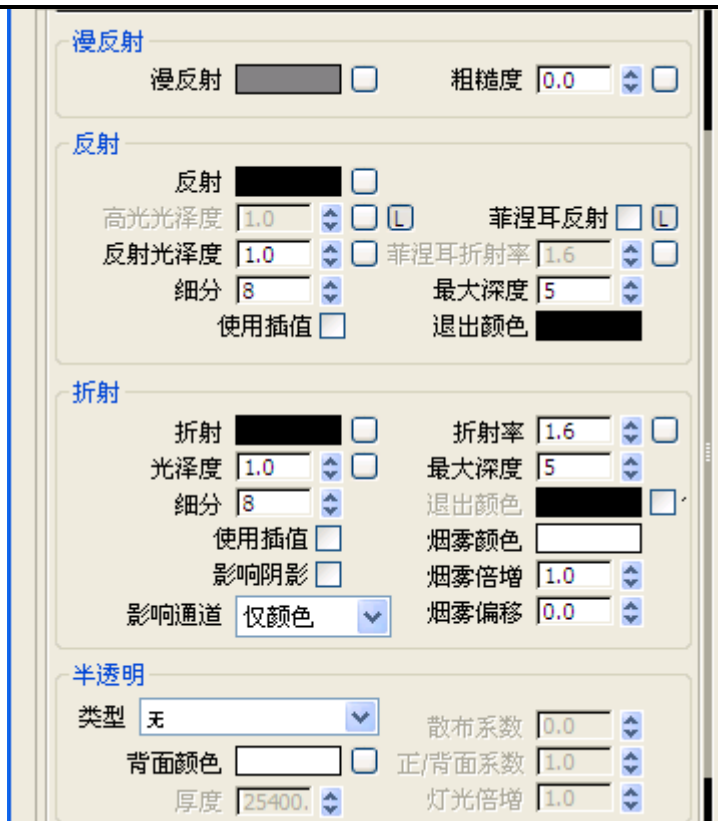 漫反射
漫反射 粗糙度 0.0
反射
反射
高光光泽度 1.0 L 菲涅耳反射 L
反射光泽度 1.0 菲涅耳折射率 1.6
细分 8 最大深度 5
使用插值 退出颜色
折射
折射 折射率 1.6
光泽度 1.0 最大深度 5
细分 8 退出颜色
使用插值 烟雾颜色
影响阴影 烟雾倍增 1.0
影响通道 仅颜色 烟雾偏移 0.0
半透明
类型 无 散布系数 0.0
背面颜色 正/背面系数 1.0
厚度 25400. 灯光倍增 1.0